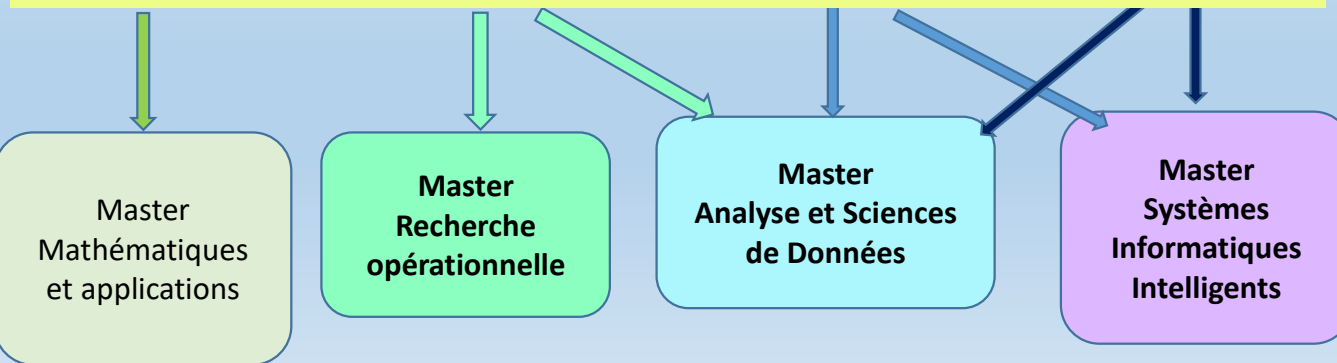 Master
Mathématiques
et applications
Master
Recherche
opérationnelle
Master
Analyse et Sciences
de Données
Master
Systèmes
Informatiques
Intelligents